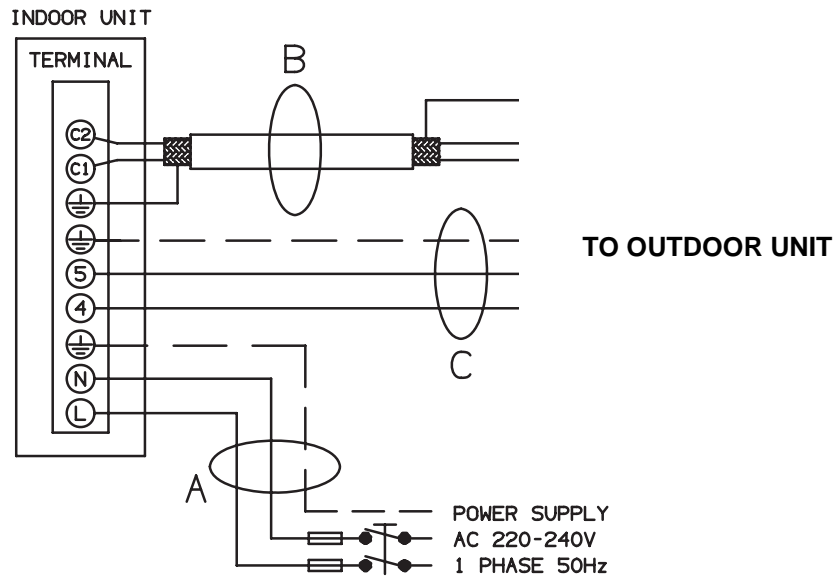 INDOOR UNIT
TERMINAL
B
C2
C1
TO OUTDOOR UNIT
5
4
C
N
L
A
POWER SUPPLY
AC 220-240V
1 PHASE 50Hz